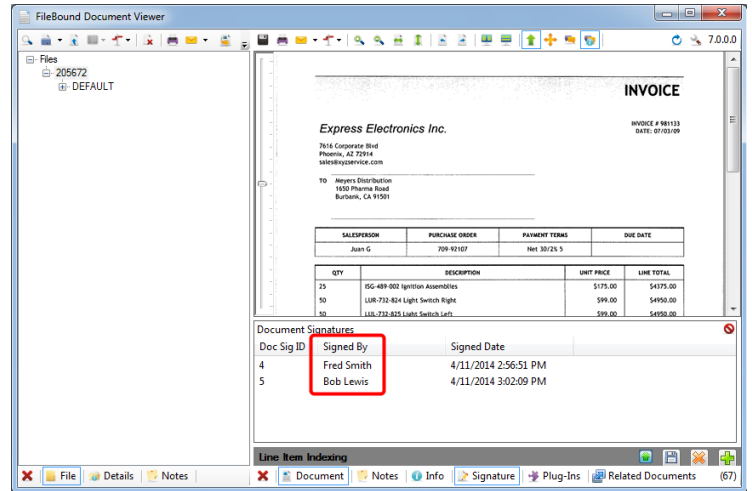 FileBound Document Viewer
7.0.0.0
Files
205672
DEFAULT
INVOICE
Express Electronics Inc.
INVOICE # 981133
DATE: 07/03/09
7616 Corporate Blvd
Phoenix, AZ 72914
sales@xyzservice.com
TO Meyers Distribution
1650 Pharma Road
Burbank, CA 91501
SALESPERSON PURCHASE ORDER PAYMENT TERMS DUE DATE
Juan G 709-92107 Net 30/2% 5
QTY DESCRIPTION UNIT PRICE LINE TOTAL
25 ISG-489-002 Ignition Assemblies $175.00 $4375.00
50 LUR-732-824 Light Switch Right $99.00 $4950.00
50 LUL-732-825 Light Switch Left $99.00 $4950.00
Document Signatures
Doc Sig ID Signed By Signed Date
4 Fred Smith 4/11/2014 2:56:51 PM
5 Bob Lewis 4/11/2014 3:02:09 PM
Line Item Indexing
File Details Notes Document Notes Info Signature Plug-Ins Related Documents (67)